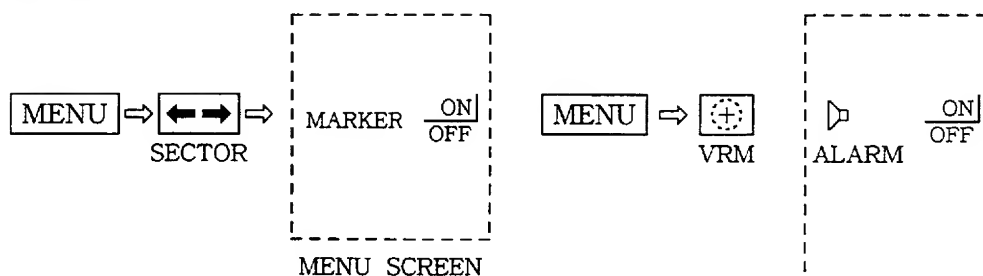 MENU
SECTOR
MARKER ON
OFF
MENU SCREEN
MENU
VRM
ALARM ON
OFF